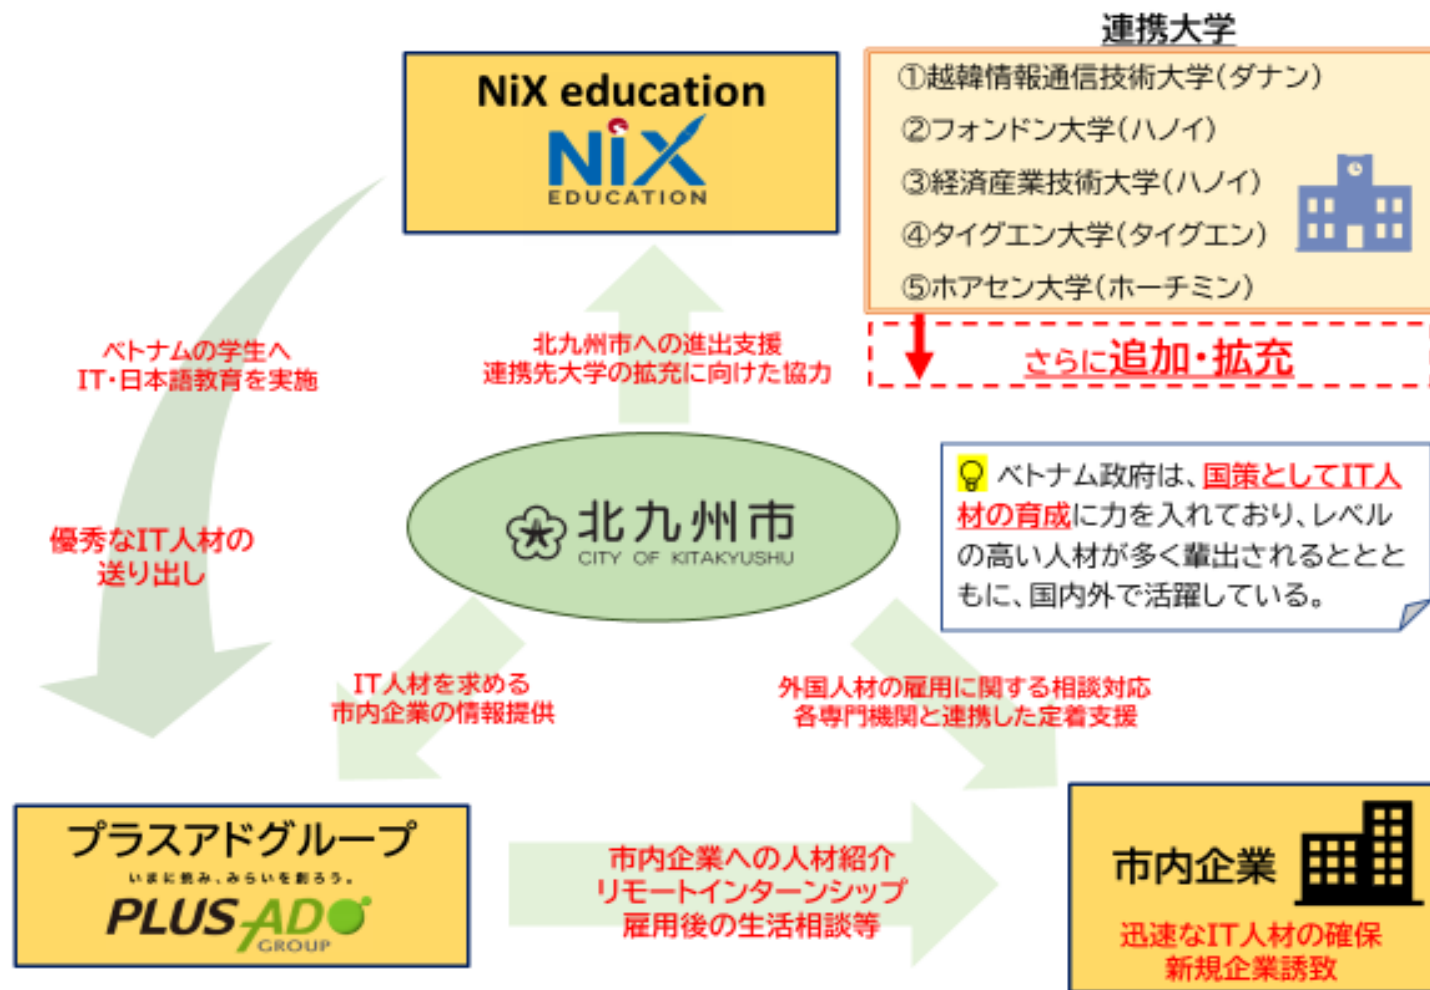 連携大学
①越韓情報通信技術大学(ダナン)
②フォンドン大学(ハノイ)
③経済産業技術大学(ハノイ)
④タイグエン大学(タイグエン)
⑤ホアセン大学(ホーチミン)
さらに追加・拡充
NiX education
NiX
EDUCATION
ベトナムの学生へ
IT・日本語教育を実施
北九州市への進出支援
連携先大学の拡充に向けた協力
優秀なIT人材の
送り出し
北九州市
CITY OF KITAKYUSHU
ベトナム政府は、国策としてIT人
材の育成に力を入れており、レベル
の高い人材が多く輩出されるととと
もに、国内外で活躍している。
IT人材を求める
市内企業の情報提供
外国人材の雇用に関する相談対応
各専門機関と連携した定着支援
プラスアドグループ
いまに挑み、みらいを創ろう。
PLUS ADO
GROUP
市内企業への人材紹介
リモートインターンシップ
雇用後の生活相談等
市内企業
迅速なIT人材の確保
新規企業誘致